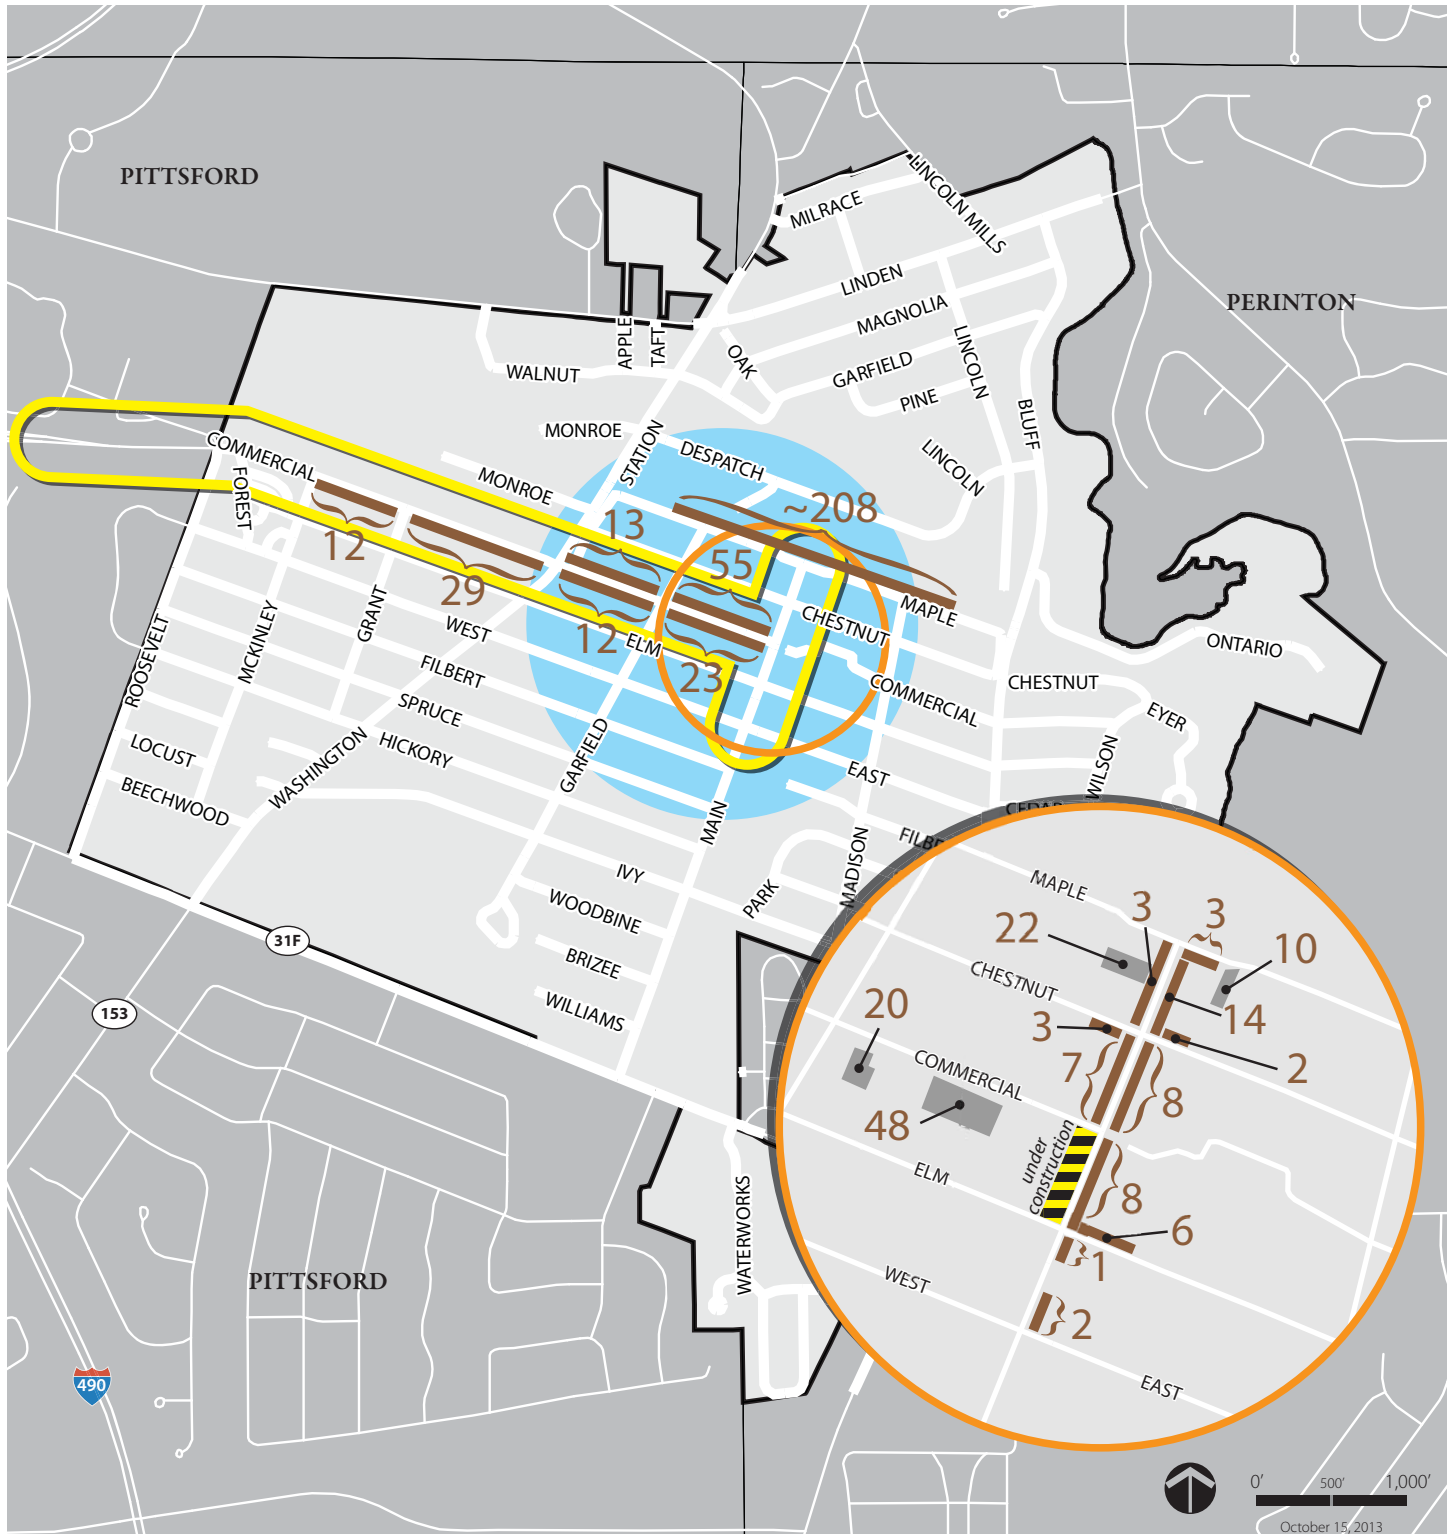 PITTSFORD
LINCOLN MILLS
MILRACE
LINDEN
PERINTON
MAGNOLIA
APPLE
TAFT
OAK
GARFIELD
LINCOLN
WALNUT
PINE
BLUFF
MONROE
STATION
DESPATCH
COMMERCIAL
LINCOLN
FOREST
MONROE
~208
13
12
55
29
MAPLE
CHESTNUT
GRANT
WEST
12
ELM
ONTARIO
MCKINLEY
ROOSEVELT
FILBERT
23
COMMERCIAL
CHESTNUT
SPRUCE
EYER
HICKORY
LOCUST
WASHINGTON
GARFIELD
EAST
WILSON
BEECHWOOD
MAIN
MADISON
IVY
PARK
MAPLE
WOODBINE
3
3
22
31F
10
BRIZEE
CHESTNUT
WILLIAMS
20
153
3
14
COMMERCIAL
7
2
8
48
under
construction
ELM
8
WATERWORKS
6
1
PITTSFORD
WEST
2
490
EAST
0'
500'
1,000'
October 15, 2013